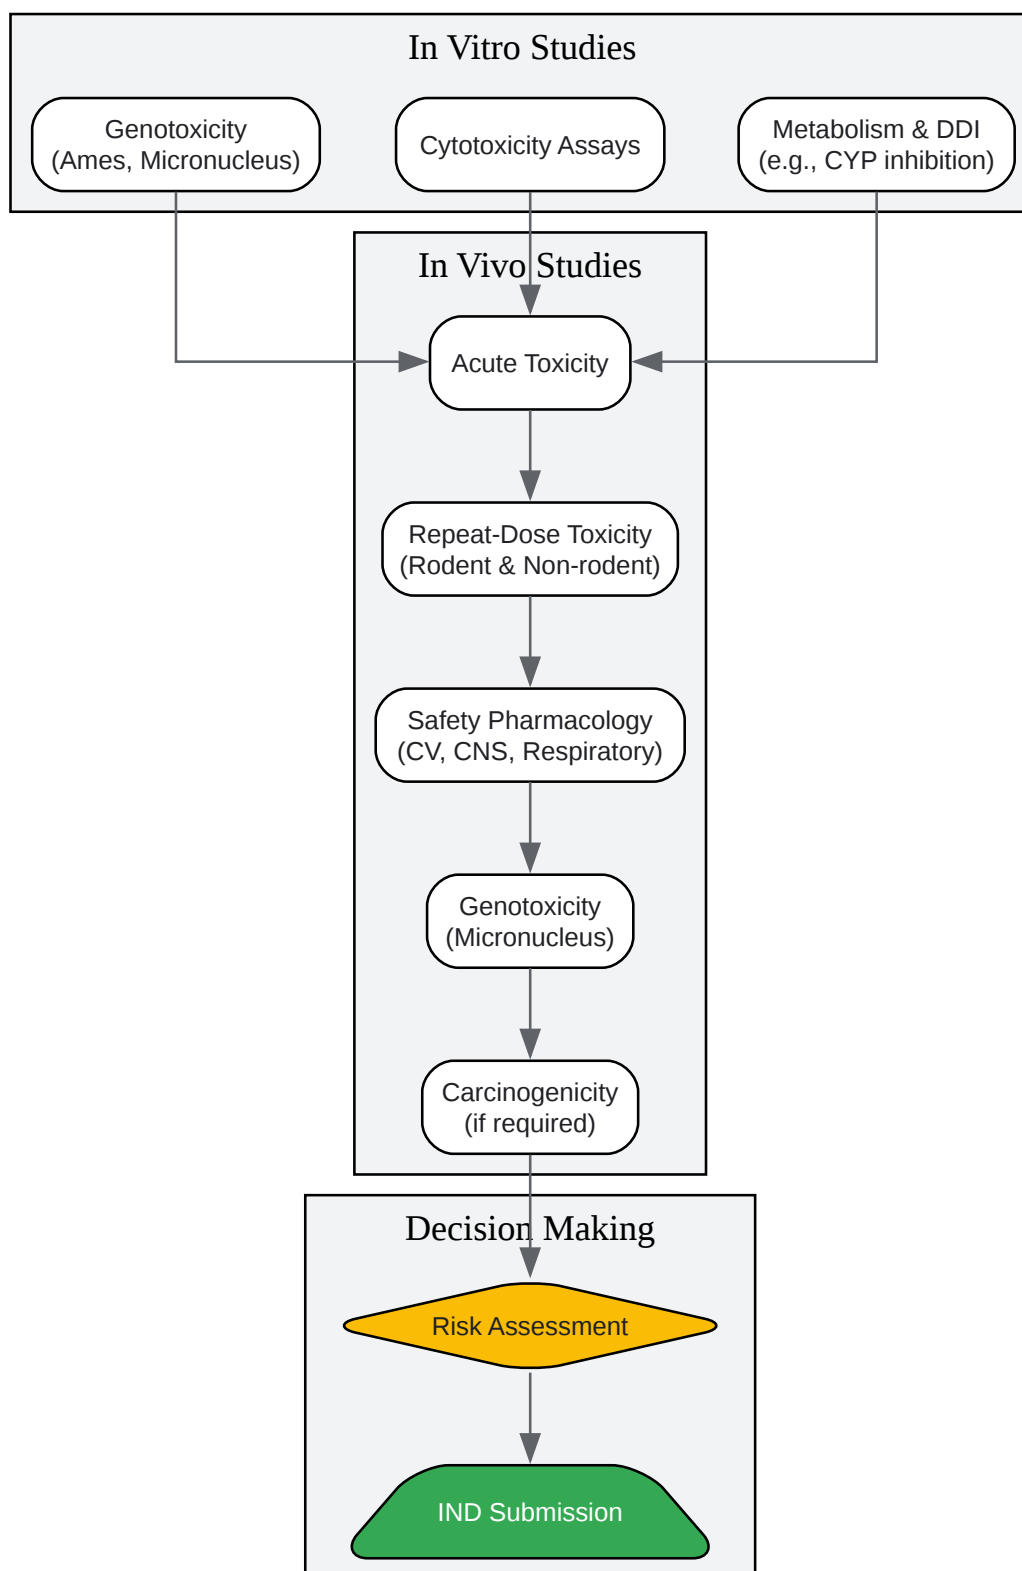 In Vitro Studies
Genotoxicity
(Ames, Micronucleus)
Cytotoxicity Assays
Metabolism & DDI
(e.g., CYP inhibition)
In Vivo Studies
Acute Toxicity
Repeat-Dose Toxicity
(Rodent & Non-rodent)
Safety Pharmacology
(CV, CNS, Respiratory)
Genotoxicity
(Micronucleus)
Carcinogenicity
(if required)
Decision Making
Risk Assessment
IND Submission